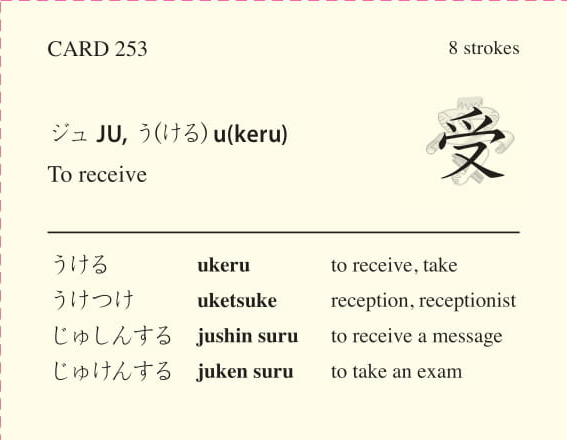 CARD 253 8 strokes
ジュ JU, う(ける) u(keru)
受
To receive
うける ukeru to receive, take
うけつけ uketsuke reception, receptionist
じゅしんする jushin suru to receive a message
じゅけんする juken suru to take an exam